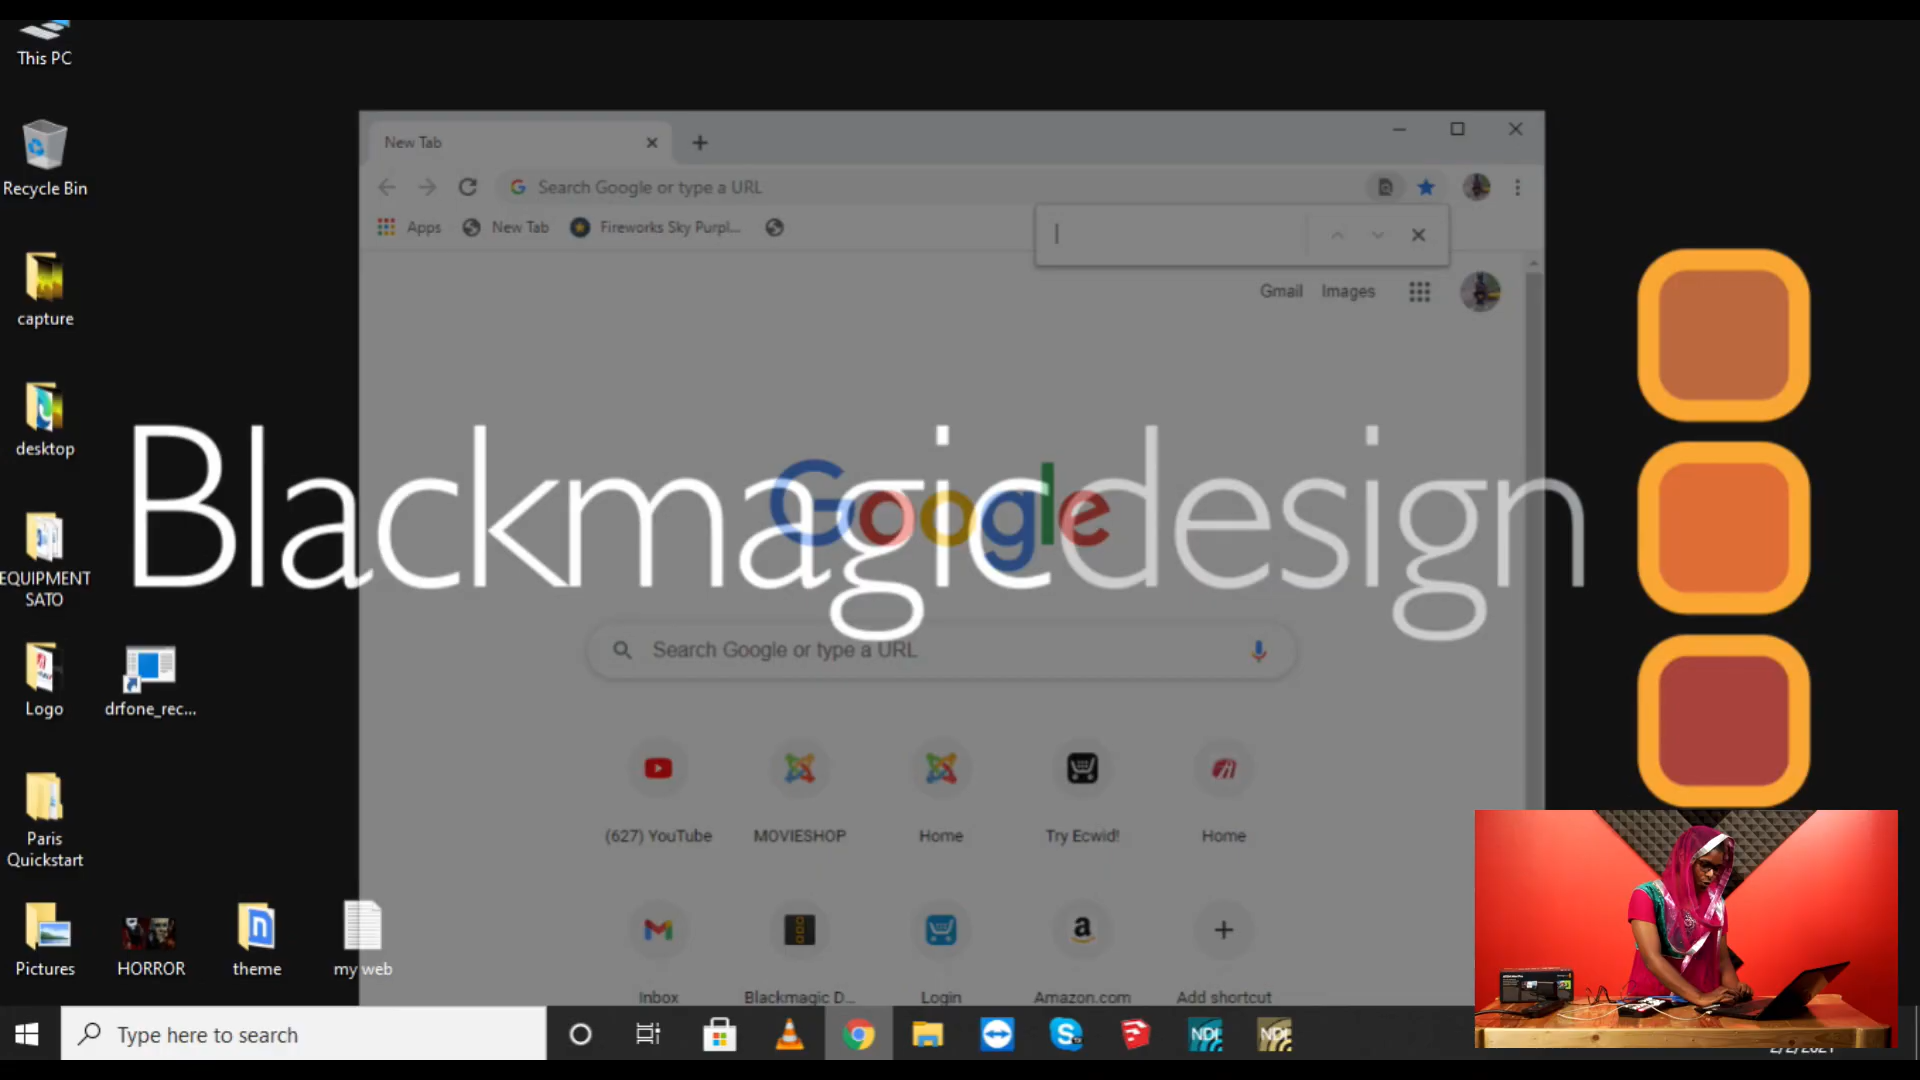 This PC
Recycle Bin
capture
desktop
EQUIPMENT
SATO
Logo
drfone_rec...
Paris
Quickstart
Pictures
HORROR
theme
my web
New Tab
Search Google or type a URL
Apps
New Tab
Fireworks Sky Purpl...
Gmail
Images
Blackmagicdesign
Google
Search Google or type a URL
(627) YouTube
MOVIESHOP
Home
Try Ecwid!
Home
Inbox
Blackmagic D...
Login
Amazon.com
Add shortcut
Type here to search
NDI
NDI